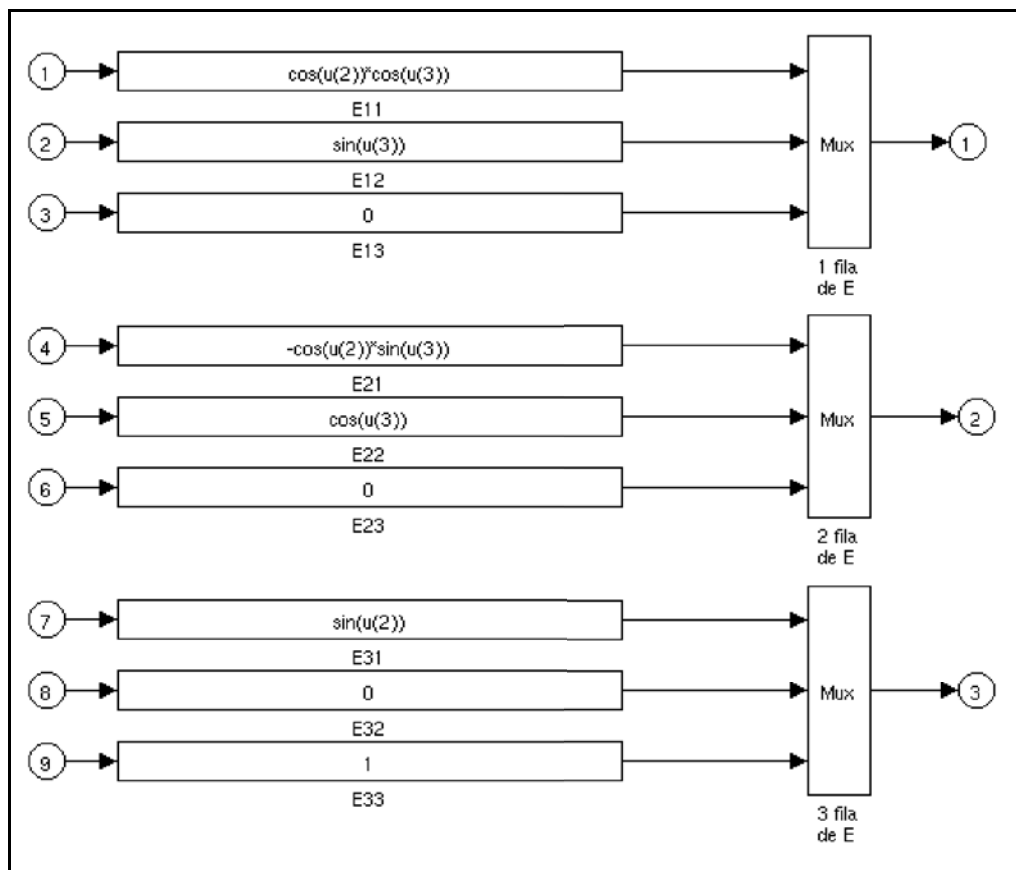 1
cos(u(2))*cos(u(3))
E11
2
sin(u(3))
E12
3
0
E13
Mux
1
1 fila
de E
4
-cos(u(2))*sin(u(3))
E21
5
cos(u(3))
E22
6
0
E23
Mux
2
2 fila
de E
7
sin(u(2))
E31
8
0
E32
9
1
E33
Mux
3
3 fila
de E